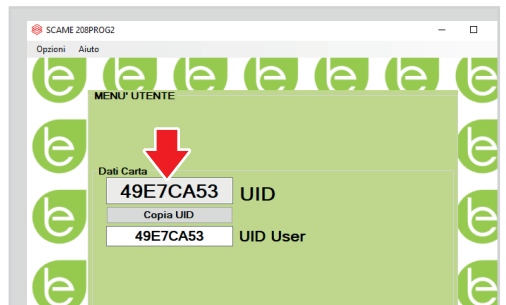 SCAME 208PROG2
Opzioni Aiuto
MENU' UTENTE
Dati Carta
49E7CA53 UID
Copia UID
49E7CA53 UID User